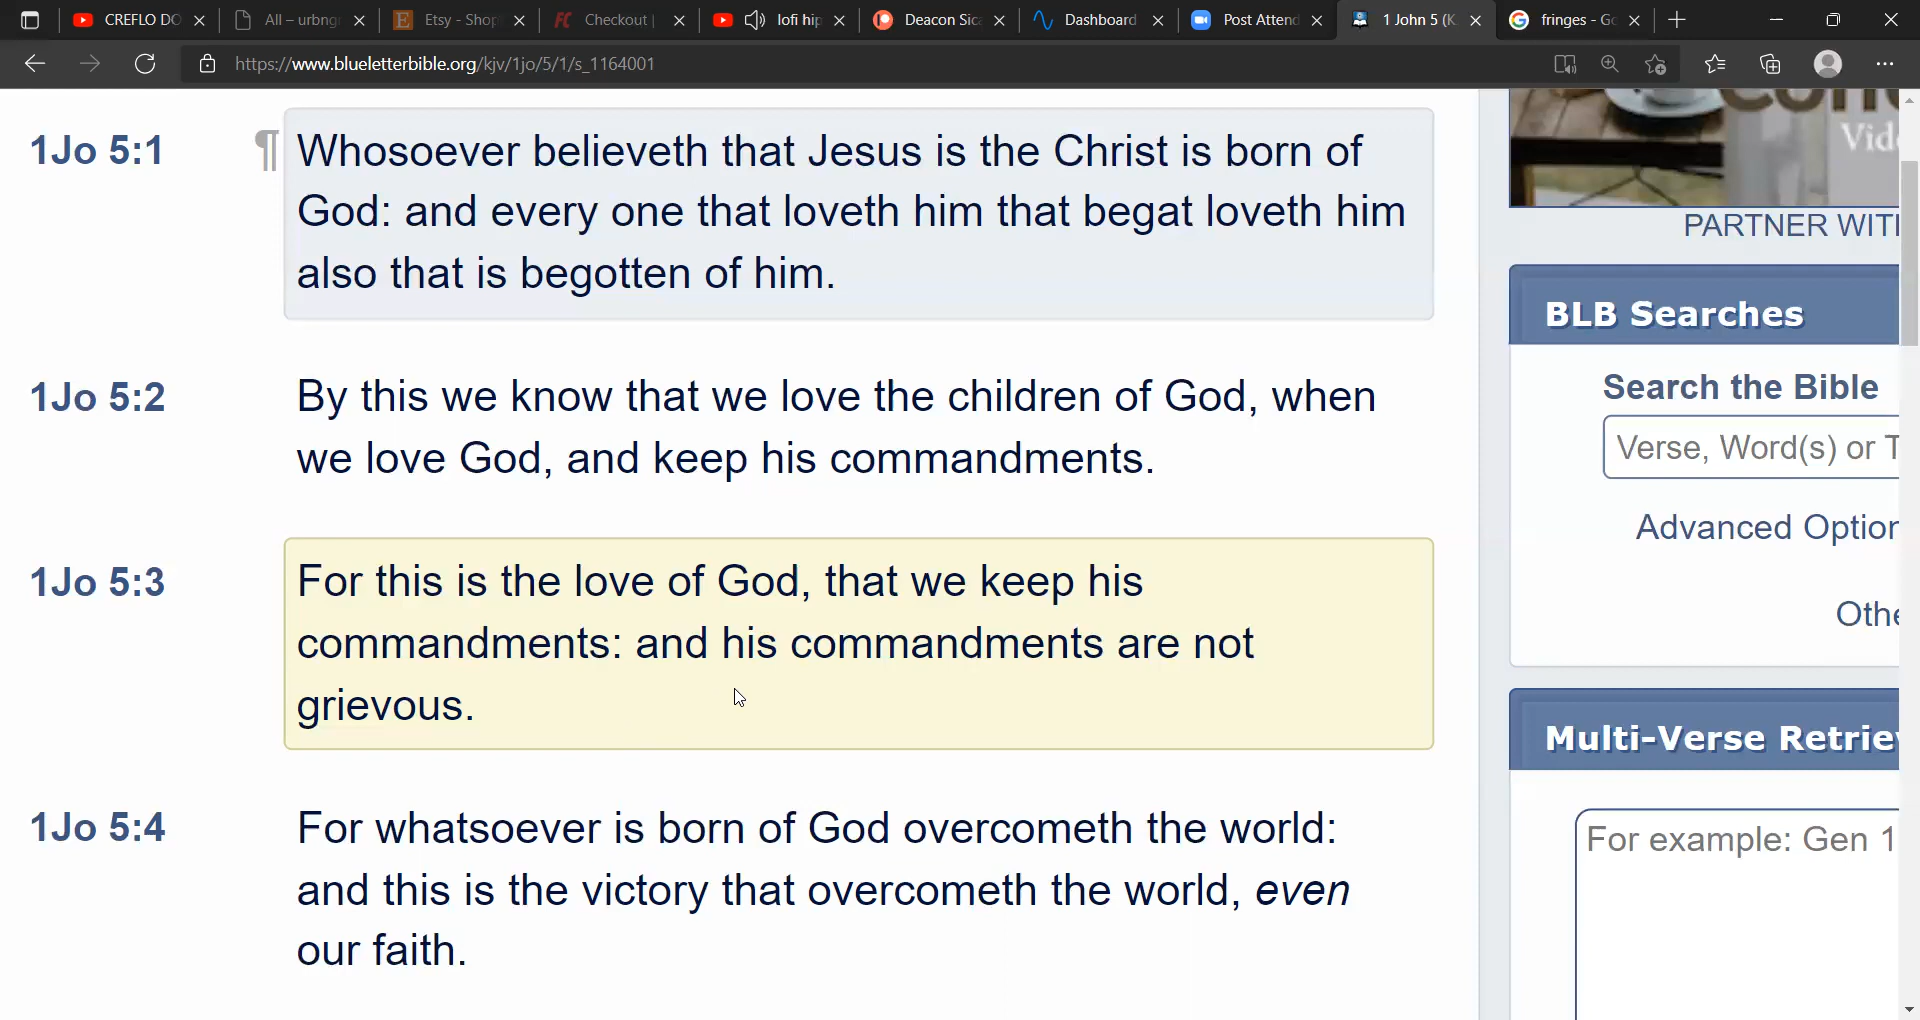 CREFLO DO
All – urbng
Etsy - Shop
FC
Checkout |
lofi hip
Deacon Sic
Dashboard
Post Attend
1 John 5 (K
fringes - Go
https://www.blueletterbible.org/kjv/1jo/5/1/s_1164001
1Jo 5:1
¶ Whosoever believeth that Jesus is the Christ is born of
God: and every one that loveth him that begat loveth him
also that is begotten of him.
1Jo 5:2
By this we know that we love the children of God, when
we love God, and keep his commandments.
1Jo 5:3
For this is the love of God, that we keep his
commandments: and his commandments are not
grievous.
1Jo 5:4
For whatsoever is born of God overcometh the world:
and this is the victory that overcometh the world, even
our faith.
Vid
PARTNER WIT
BLB Searches
Search the Bible
Verse, Word(s) or T
Advanced Option
Othe
Multi-Verse Retriev
For example: Gen 1